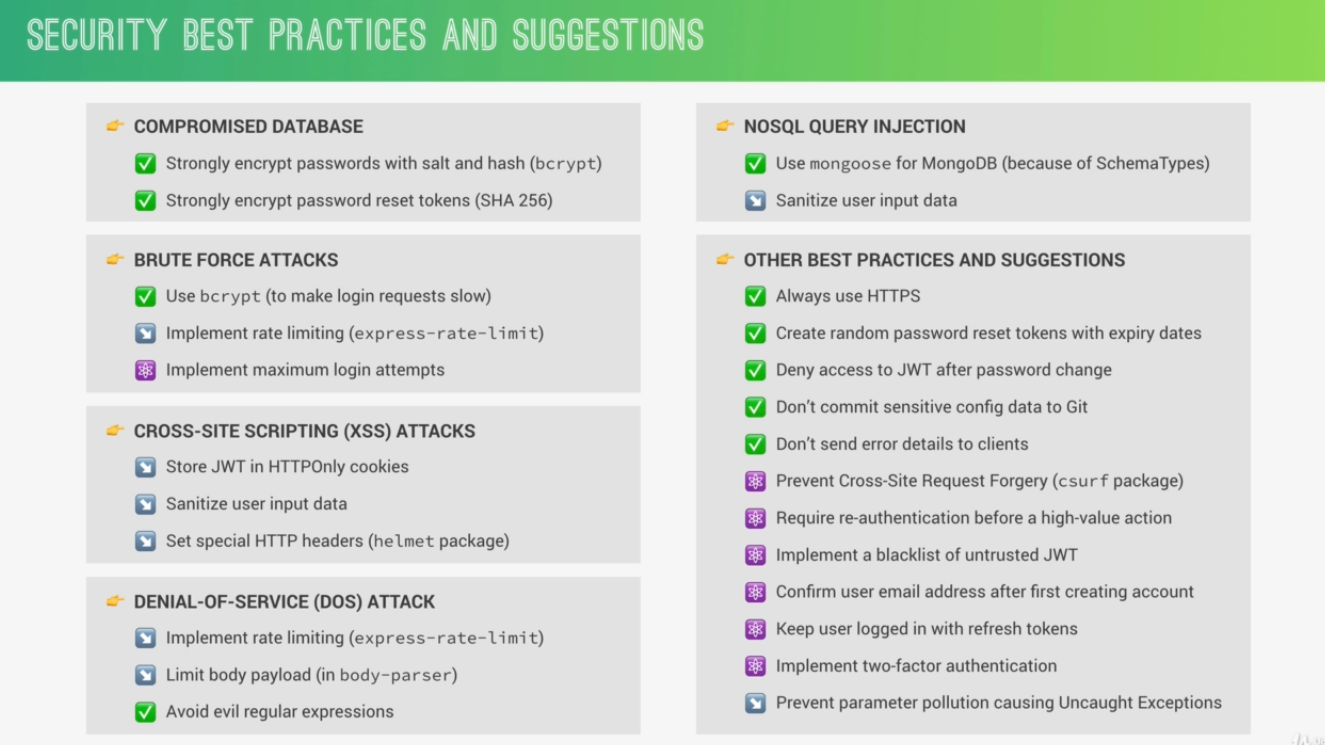 SECURITY BEST PRACTICES AND SUGGESTIONS
COMPROMISED DATABASE
Strongly encrypt passwords with salt and hash (bcrypt)
Strongly encrypt password reset tokens (SHA 256)
BRUTE FORCE ATTACKS
Use bcrypt (to make login requests slow)
Implement rate limiting (express-rate-limit)
Implement maximum login attempts
CROSS-SITE SCRIPTING (XSS) ATTACKS
Store JWT in HTTPOnly cookies
Sanitize user input data
Set special HTTP headers (helmet package)
DENIAL-OF-SERVICE (DOS) ATTACK
Implement rate limiting (express-rate-limit)
Limit body payload (in body-parser)
Avoid evil regular expressions
NOSQL QUERY INJECTION
Use mongoose for MongoDB (because of SchemaTypes)
Sanitize user input data
OTHER BEST PRACTICES AND SUGGESTIONS
Always use HTTPS
Create random password reset tokens with expiry dates
Deny access to JWT after password change
Don’t commit sensitive config data to Git
Don’t send error details to clients
Prevent Cross-Site Request Forgery (csurf package)
Require re-authentication before a high-value action
Implement a blacklist of untrusted JWT
Confirm user email address after first creating account
Keep user logged in with refresh tokens
Implement two-factor authentication
Prevent parameter pollution causing Uncaught Exceptions